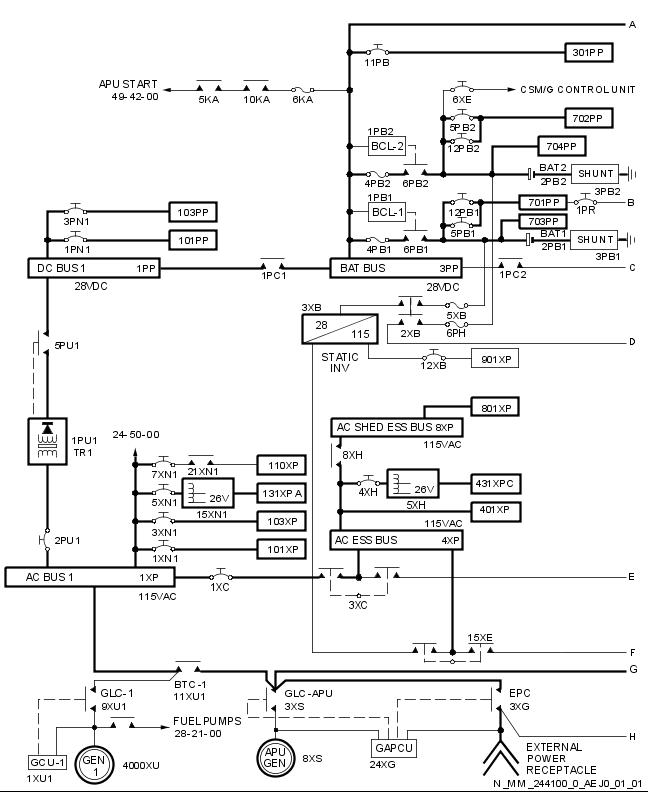 A
11PB
301PP
APU START
49-42-00
5KA
10KA
6KA
6XE
CSM/G CONTROL UNIT
5PB2
702PP
12PB2
1PB2
BCL-2
704PP
4PB2
6PB2
BAT2
2PB2
SHUNT
3PB2
1PB1
BCL-1
12PB1
701PP
1PR
B
703PP
5PB1
4PB1
6PB1
BAT1
2PB1
SHUNT
3PB1
3PN1
103PP
1PN1
101PP
DC BUS 1
1PP
28VDC
1PC1
BAT BUS
3PP
28VDC
1PC2
C
3XB
28
115
STATIC
INV
2XB
5XB
6PH
D
12XB
901XP
5PU1
1PU1
TR1
2PU1
24-50-00
7XN1
21XN1
110XP
5XN1
26V
131XPA
15XN1
3XN1
103XP
1XN1
101XP
801XP
AC SHED ESS BUS
8XP
115VAC
8XH
4XH
26V
431XPC
5XH
401XP
115VAC
AC ESS BUS
4XP
AC BUS 1
1XP
115VAC
1XC
3XC
E
15XE
F
G
BTC-1
11XU1
GLC-1
9XU1
FUEL PUMPS
28-21-00
GCU-1
1XU1
GEN
1
4000XU
GLC-APU
3XS
APU
GEN
8XS
GAPCU
24XG
EPC
3XG
H
EXTERNAL
POWER
RECEPTACLE
N_MM_244100_0_AEJ0_01_01